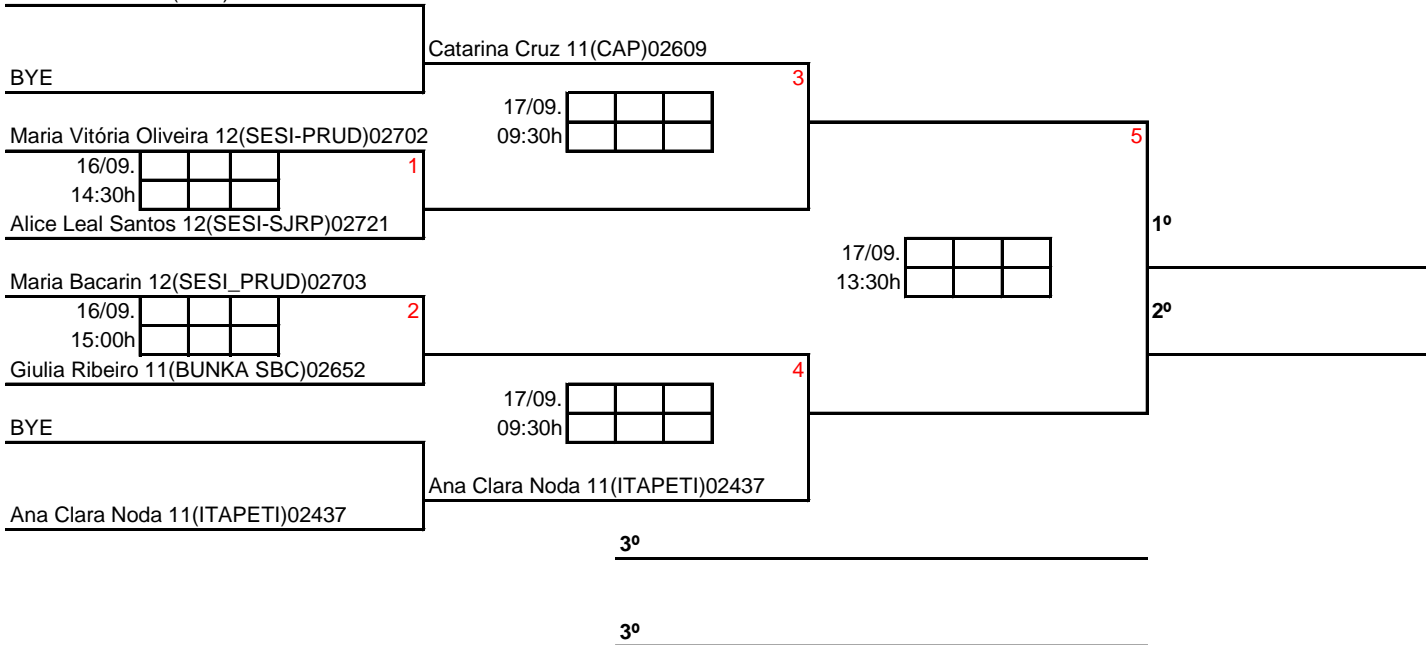 Catarina Cruz 11(CAP)02609
BYE
3
17/09.
09:30h
Maria Vitória Oliveira 12(SESI-PRUD)02702
5
16/09.
1
14:30h
Alice Leal Santos 12(SESI-SJRP)02721
1º
17/09.
13:30h
Maria Bacarin 12(SESI_PRUD)02703
16/09.
2
2º
15:00h
Giulia Ribeiro 11(BUNKA SBC)02652
4
17/09.
09:30h
BYE
Ana Clara Noda 11(ITAPETI)02437
Ana Clara Noda 11(ITAPETI)02437
3º
3º